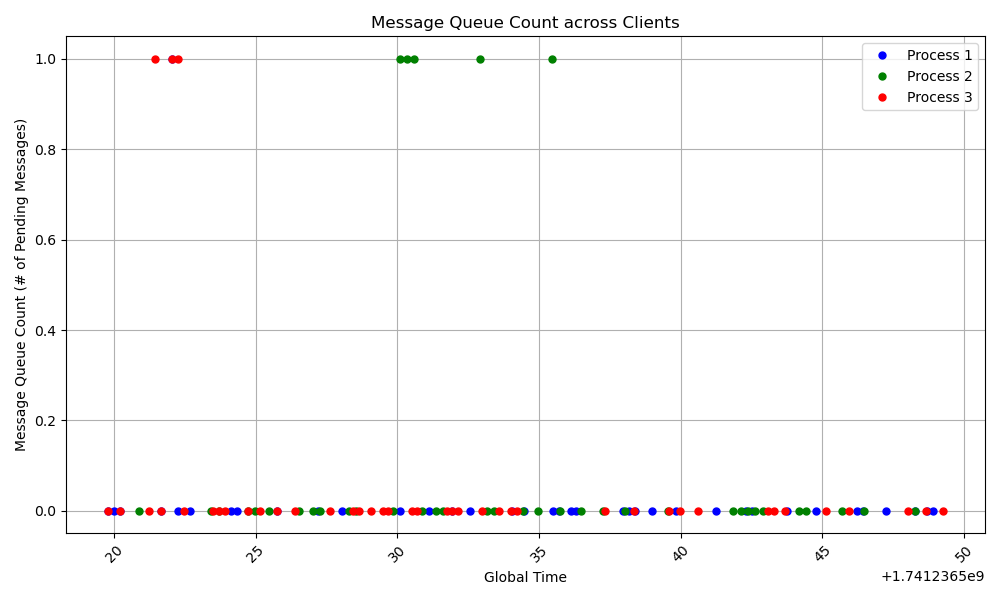 Message Queue Count across Clients
Process 1
Process 2
Process 3
Message Queue Count (# of Pending Messages)
1.0
0.8
0.6
0.4
0.2
0.0
20
25
30
35
40
45
50
Global Time
+1.7412365e9